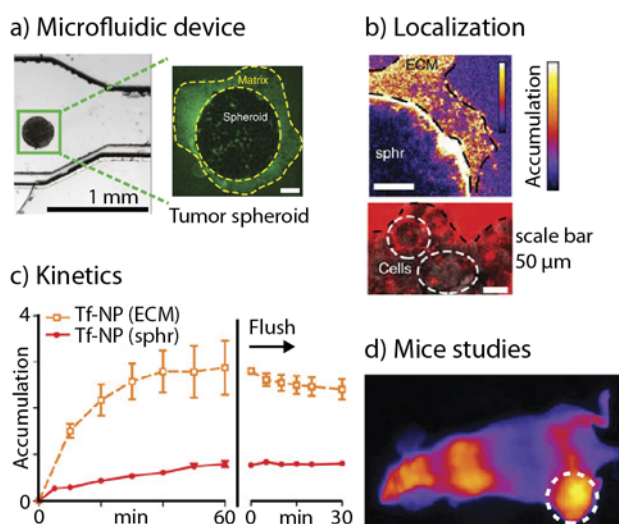 a) Microfluidic device
Matrix
Spheroid
1 mm
Tumor spheroid
b) Localization
ECM
sphr
Accumulation
Cells
scale bar
50 µm
c) Kinetics
4
Tf-NP (ECM)
Tf-NP (sphr)
Flush
Accumulation
0
0 min 60
0 min 30
d) Mice studies